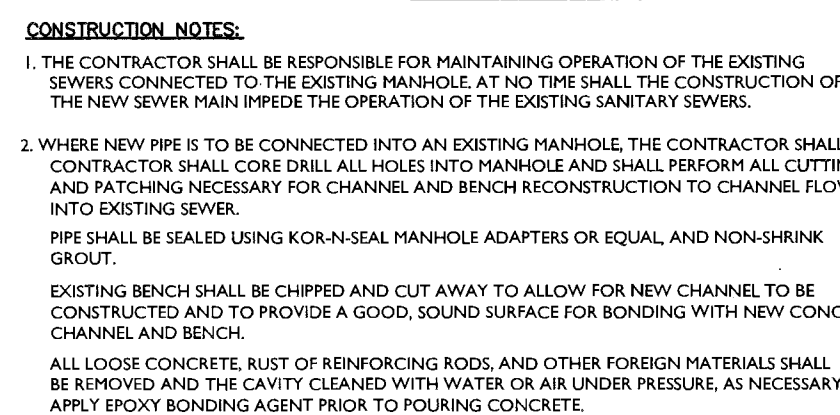 CONSTRUCTION NOTES:
1. THE CONTRACTOR SHALL BE RESPONSIBLE FOR MAINTAINING OPERATION OF THE EXISTING
SEWERS CONNECTED TO THE EXISTING MANHOLE. AT NO TIME SHALL THE CONSTRUCTION OF
THE NEW SEWER MAIN IMPEDE THE OPERATION OF THE EXISTING SANITARY SEWERS.
2. WHERE NEW PIPE IS TO BE CONNECTED INTO AN EXISTING MANHOLE, THE CONTRACTOR SHALL
CONTRACTOR SHALL CORE DRILL ALL HOLES INTO MANHOLE AND SHALL PERFORM ALL
AND PATCHING NECESSARY FOR CHANNEL AND BENCH RECONSTRUCTION TO CHANNEL
INTO EXISTING SEWER.
PIPE SHALL BE SEALED USING KOR-N-SEAL MANHOLE ADAPTERS OR EQUAL, AND NON-SHRINK
GROUT.
EXISTING BENCH SHALL BE CHIPPED AND CUT AWAY TO ALLOW FOR NEW CHANNEL TO BE
CONSTRUCTED AND TO PROVIDE A GOOD, SOUND SURFACE FOR BONDING WITH NEW
CHANNEL AND BENCH.
ALL LOOSE CONCRETE, RUST OF REINFORCING RODS, AND OTHER FOREIGN MATERIALS SHALL
BE REMOVED AND THE CAVITY CLEANED WITH WATER OR AIR UNDER PRESSURE, AS NECESSARY
APPLY EPOXY BONDING AGENT PRIOR TO POURING CONCRETE.